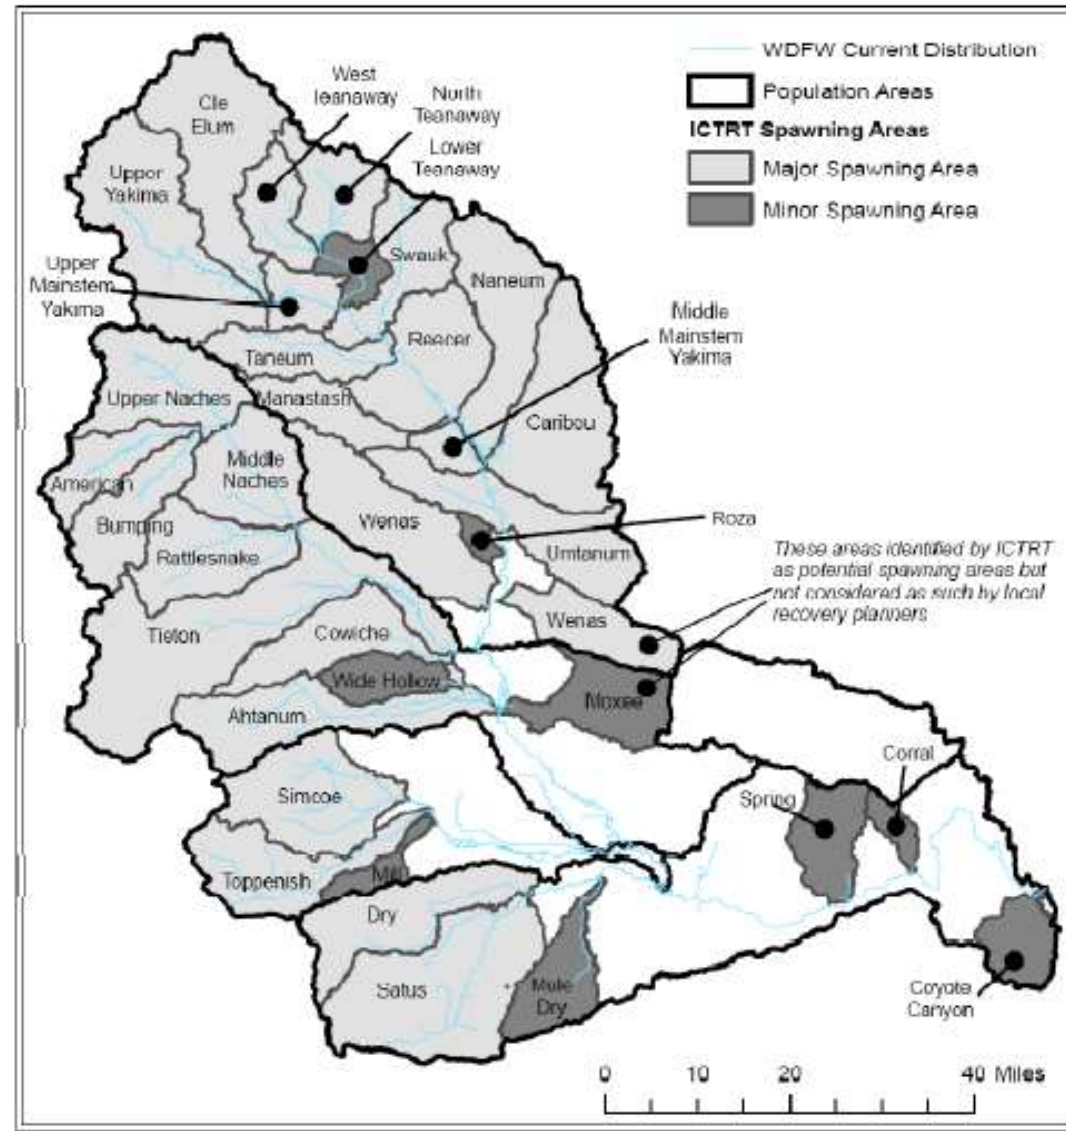 WDFW Current Distribution
Population Areas
ICTRT Spawning Areas
Major Spawning Area
Minor Spawning Area
West
Teanaway
North
Teanaway
Lower
Teanaway
Cle
Elum
Upper
Yakima
Swauk
Naneum
Upper
Mainstem
Yakima
Middle
Mainstem
Yakima
Reecer
Taneum
Manastash
Caribou
Upper Naches
Middle
Naches
American
Bumping
Rattlesnake
Wenas
Roza
Umtanum
These areas identified by ICTRT
as potential spawning areas but
not considered as such by local
recovery planners
Wenas
Tieton
Cowiche
Wide Hollow
Moxee
Ahtanum
Corral
Simcoe
Spring
Toppenish
Mill
Dry
Satus
Mule
Dry
Coyote
Canyon
0 10 20 40 Miles